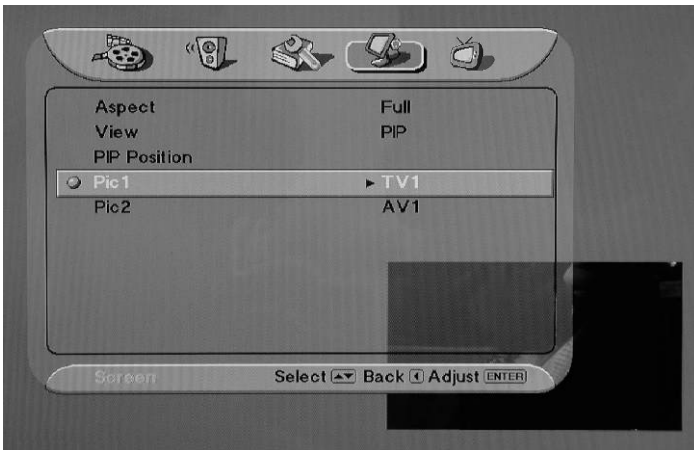 Aspect Full
View PIP
PIP Position
Pic1 TV1
Pic2 AV1
Screen Select Back Adjust ENTER